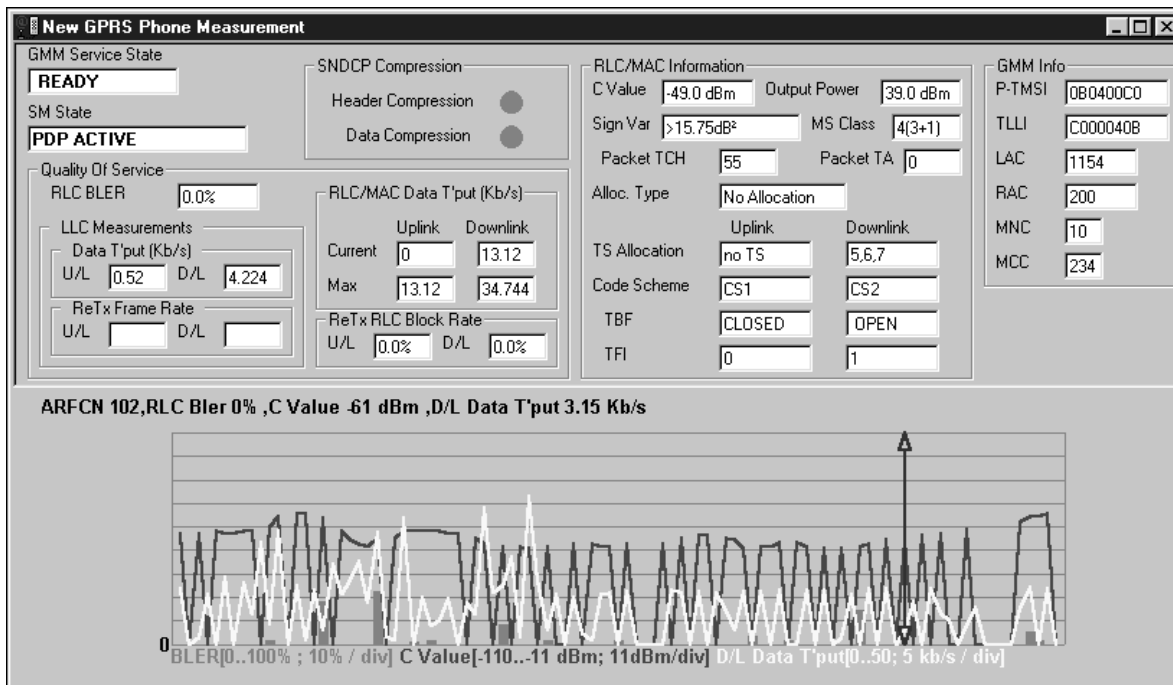 New GPRS Phone Measurement
GMM Service State
READY
SM State
PDP ACTIVE
SNDCP Compression
Header Compression
Data Compression
Quality Of Service
RLC BLER 0.0%
LLC Measurements
Data T'put (Kb/s)
U/L 0.52 D/L 4.224
ReTx Frame Rate
U/L D/L
RLC/MAC Data T'put (Kb/s)
Uplink Downlink
Current 0 13.12
Max 13.12 34.744
ReTx RLC Block Rate
U/L 0.0% D/L 0.0%
RLC/MAC Information
C Value -49.0 dBm Output Power 39.0 dBm
Sign Var >15.75dB² MS Class 4(3+1)
Packet TCH 55 Packet TA 0
Alloc. Type No Allocation
Uplink Downlink
TS Allocation no TS 5,6,7
Code Scheme CS1 CS2
TBF CLOSED OPEN
TFI 0 1
GMM Info
P-TMSI 0B0400C0
TLLI C000040B
LAC 1154
RAC 200
MNC 10
MCC 234
ARFCN 102,RLC Bler 0% ,C Value -61 dBm ,D/L Data T'put 3.15 Kb/s
0
BLER[0..100% ; 10% / div] C Value[-110..-11 dBm; 11dBm/div] D/L Data T'put[0..50; 5 kb/s / div]